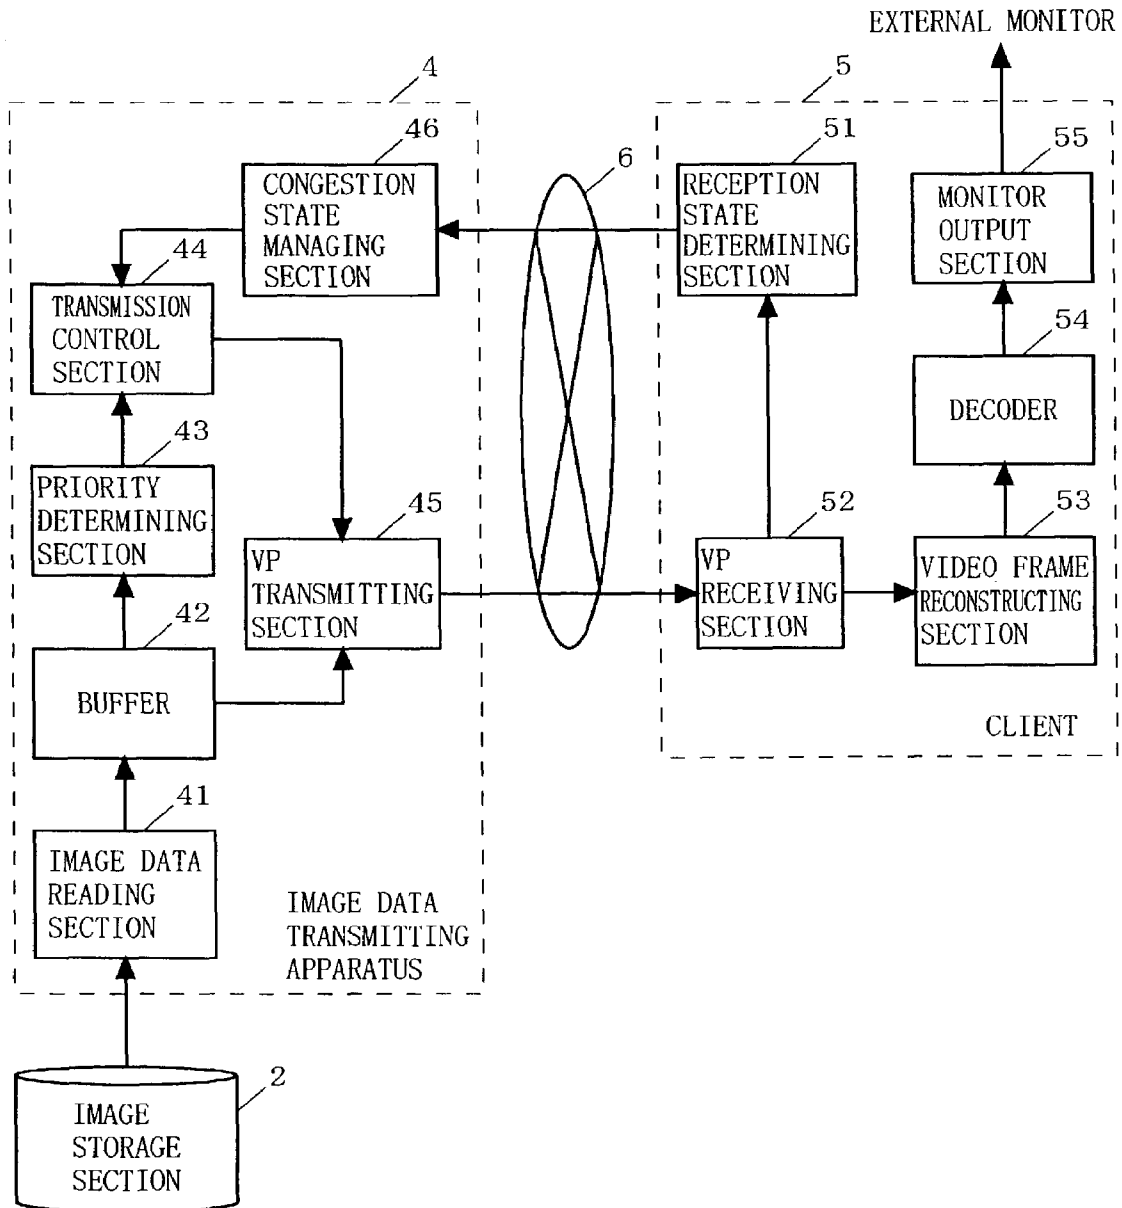 EXTERNAL MONITOR
4
5
46
CONGESTION
STATE
MANAGING
SECTION
6
51
RECEPTION
STATE
DETERMINING
SECTION
55
MONITOR
OUTPUT
SECTION
44
TRANSMISSION
CONTROL
SECTION
54
DECODER
43
PRIORITY
DETERMINING
SECTION
45
VP
TRANSMITTING
SECTION
52
VP
RECEIVING
SECTION
53
VIDEO FRAME
RECONSTRUCTING
SECTION
42
BUFFER
CLIENT
41
IMAGE DATA
READING
SECTION
IMAGE DATA
TRANSMITTING
APPARATUS
2
IMAGE
STORAGE
SECTION